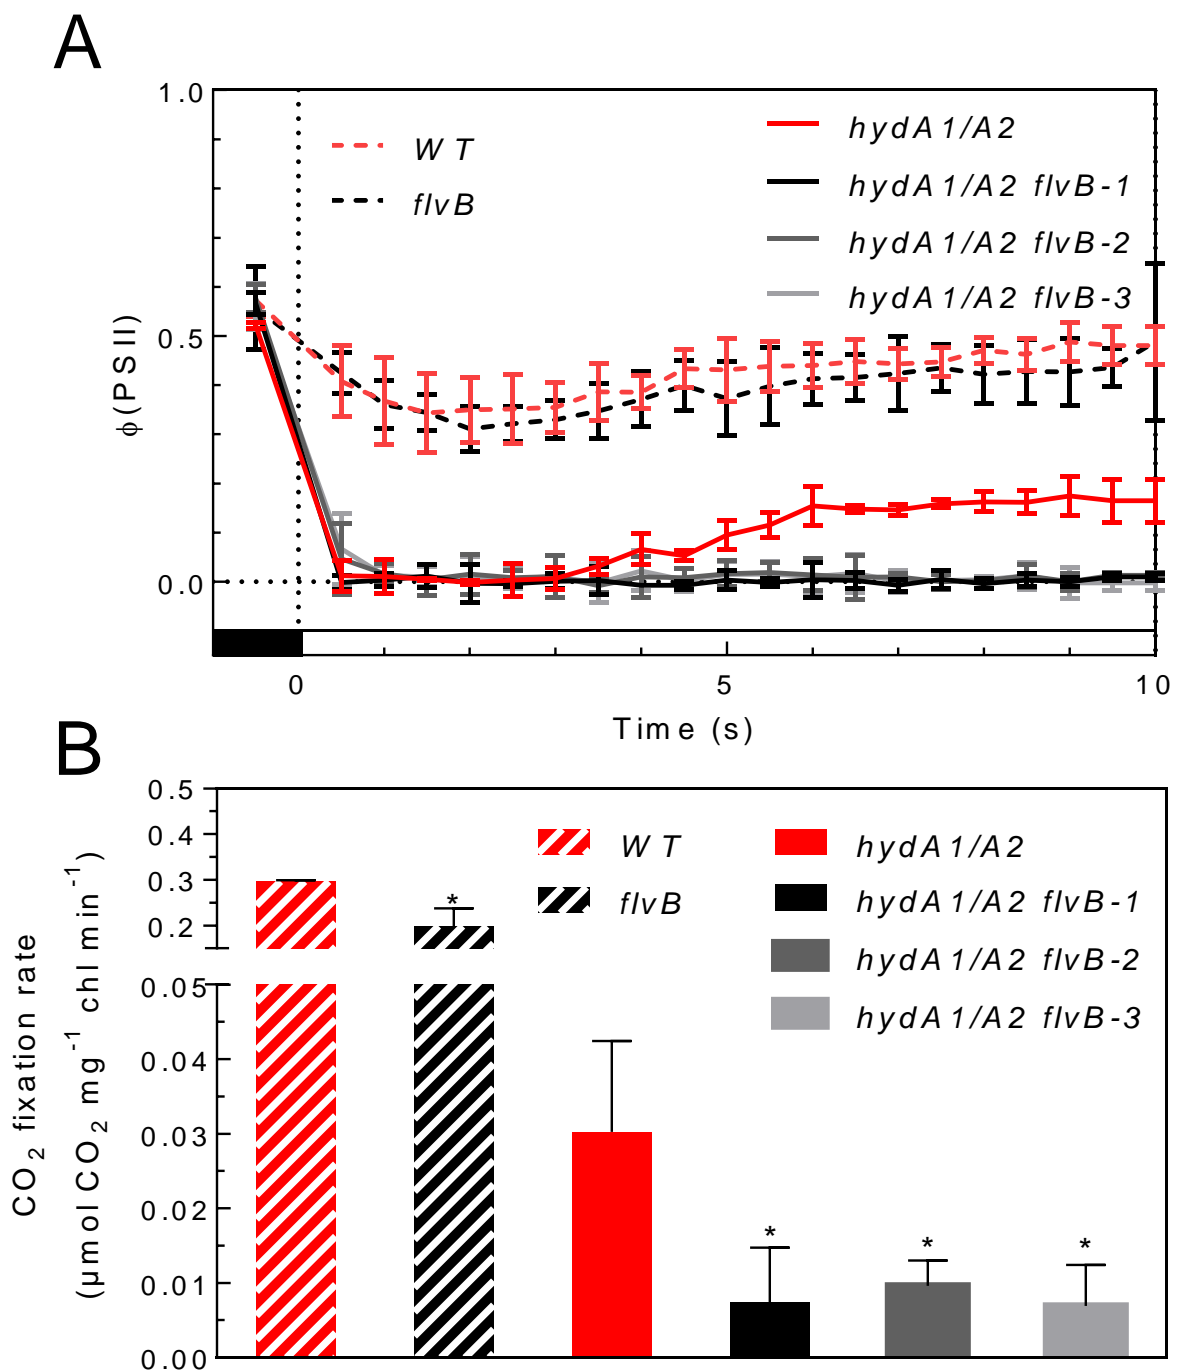 A
1.0
0.5
0.0
ϕ(PSII)
WT
flvB
hydA1/A2
hydA1/A2 flvB-1
hydA1/A2 flvB-2
hydA1/A2 flvB-3
0 5 10
Time (s)
B
0.5
0.4
0.3
0.2
0.05
0.04
0.03
0.02
0.01
0.00
CO2 fixation rate
(µmol CO2 mg-1 chl min-1)
WT
flvB
hydA1/A2
hydA1/A2 flvB-1
hydA1/A2 flvB-2
hydA1/A2 flvB-3
*
* * *